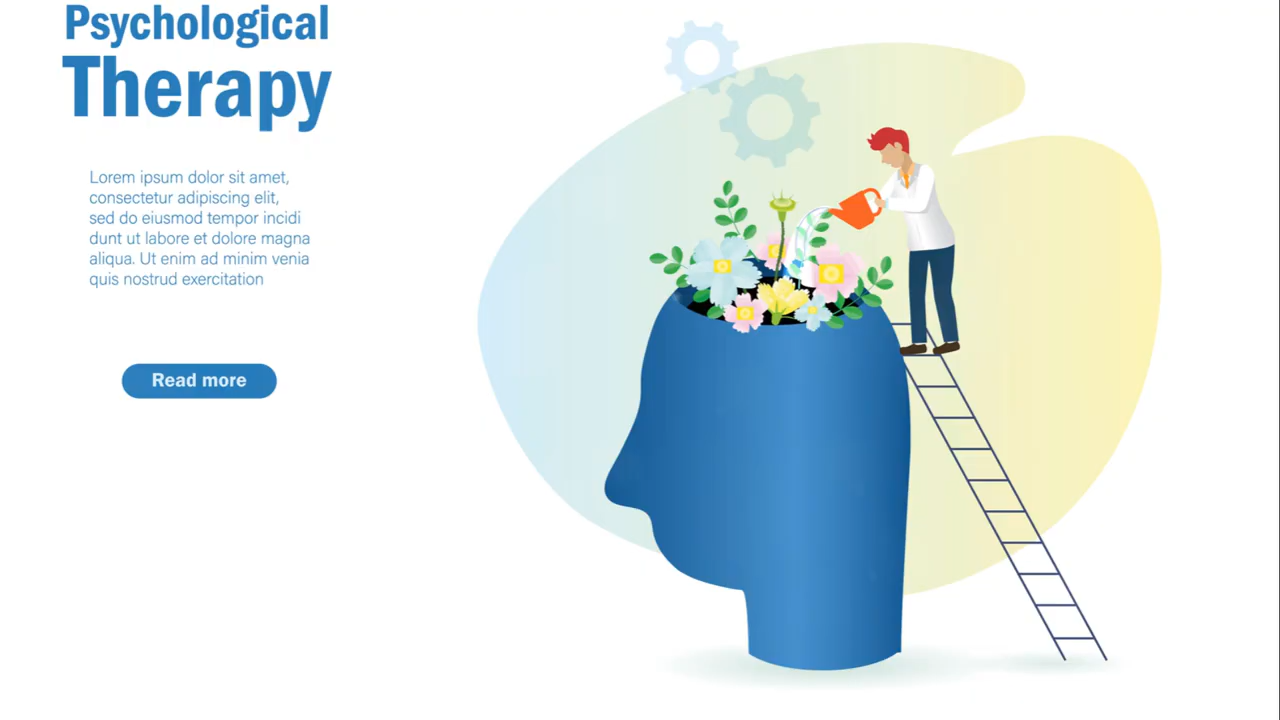 Psychological
Therapy
Lorem ipsum dolor sit amet,
consectetur adipiscing elit,
sed do eiusmod tempor incidi
dunt ut labore et dolore magna
aliqua. Ut enim ad minim venia
quis nostrud exercitation
Read more